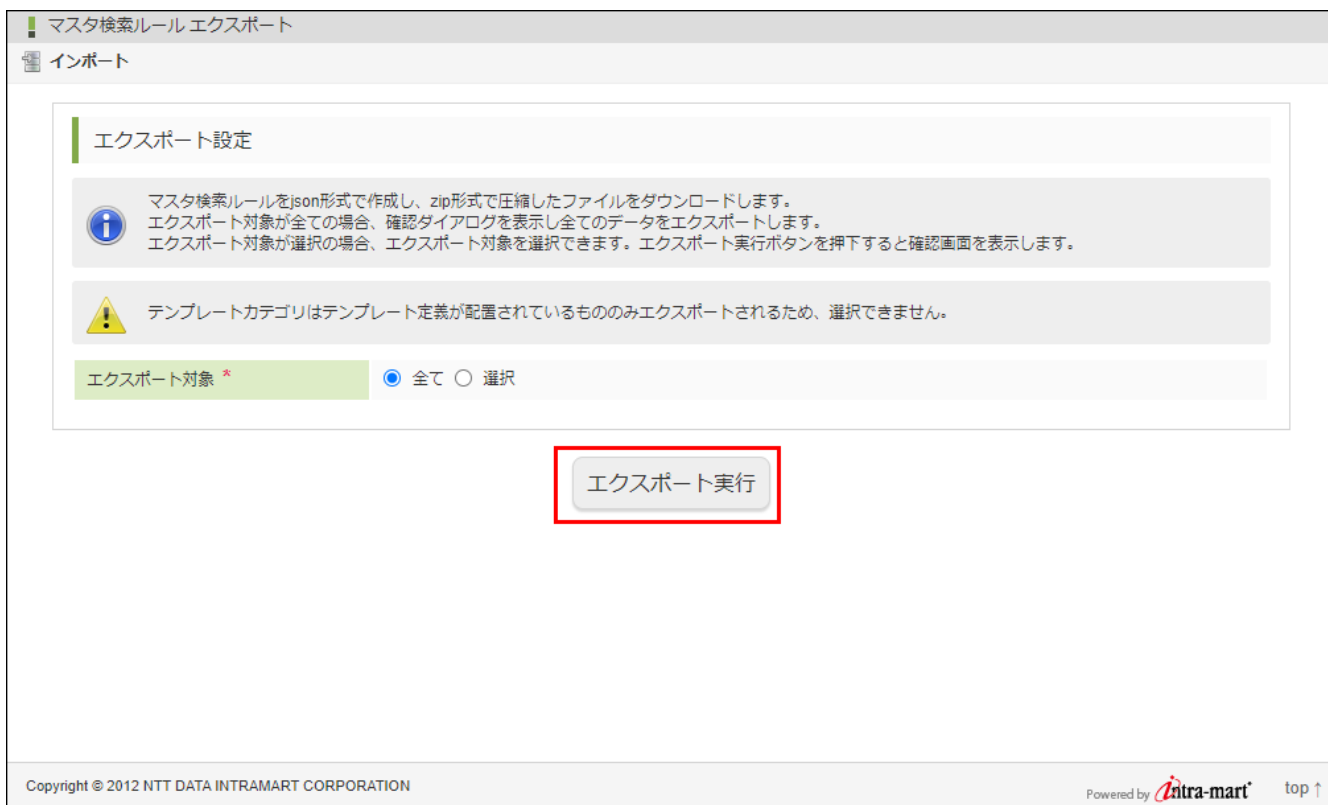 マスタ検索ルール エクスポート
インポート
エクスポート設定
マスタ検索ルールをjson形式で作成し、zip形式で圧縮したファイルをダウンロードします。
エクスポート対象が全ての場合、確認ダイアログを表示し全てのデータをエクスポートします。
エクスポート対象が選択の場合、エクスポート対象を選択できます。エクスポート実行ボタンを押下すると確認画面を表示します。
テンプレートカテゴリはテンプレート定義が配置されているもののみエクスポートされるため、選択できません。
エクスポート対象 * 全て 選択
エクスポート実行
Copyright © 2012 NTT DATA INTRAMART CORPORATION Powered by intra-mart top ↑